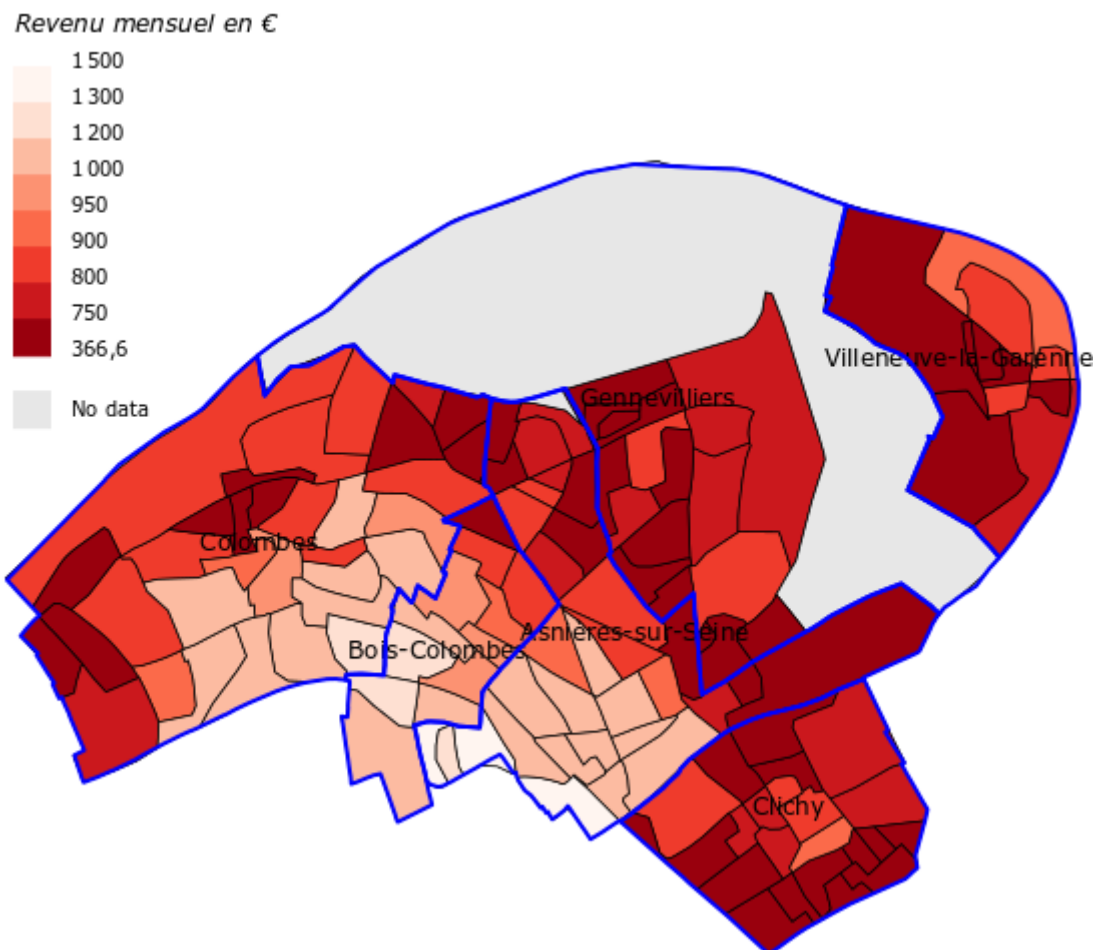 Revenu mensuel en €
1 500
1 300
1 200
1 000
950
900
800
750
366,6
No data
Villeneuve-la-Garenne
Gennevilliers
Colombes
Asnières-sur-Seine
Bois-Colombes
Clichy